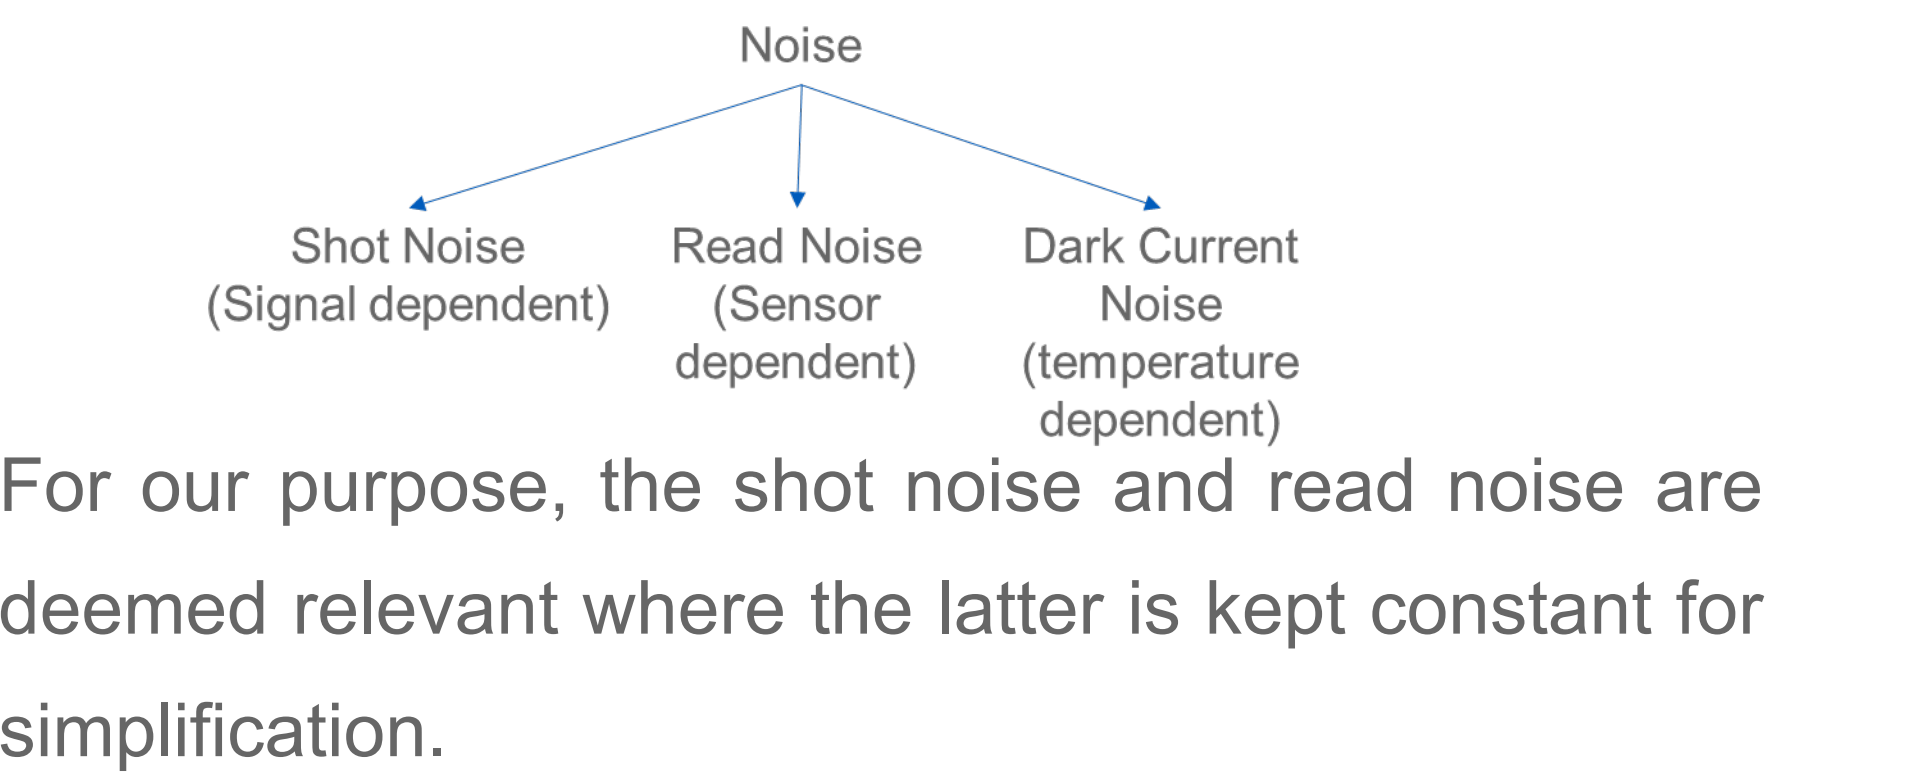 Noise
Shot Noise
(Signal dependent)
Read Noise
(Sensor
dependent)
Dark Current
Noise
(temperature
dependent)
For our purpose, the shot noise and read noise are
deemed relevant where the latter is kept constant for
simplification.